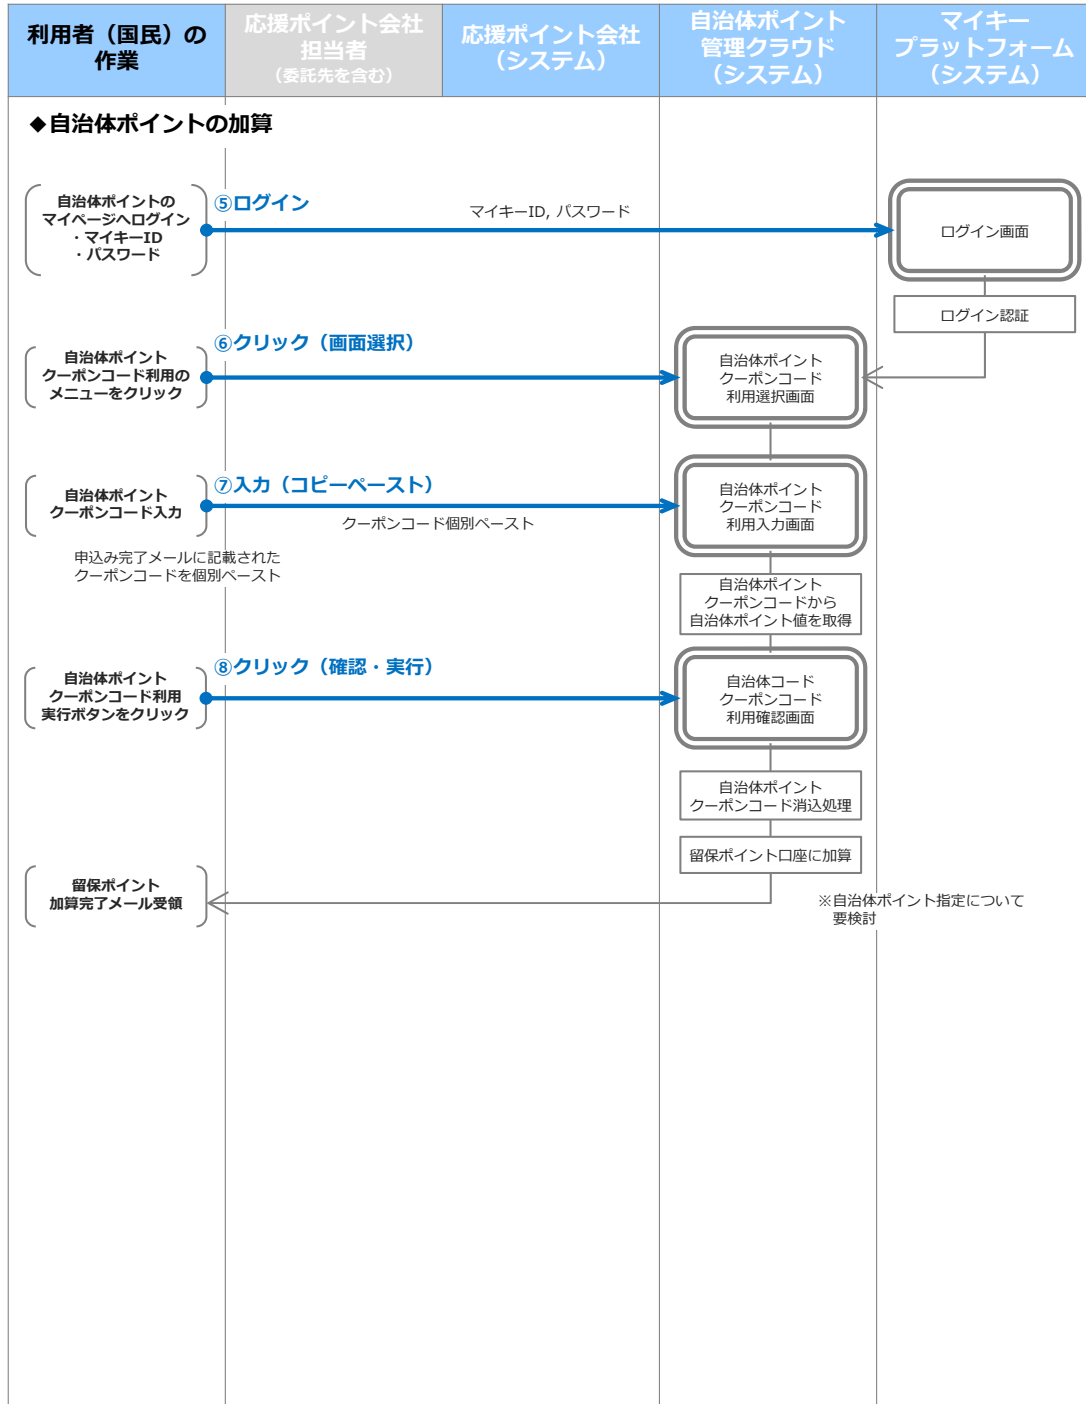 利用者（国民）の
作業
応援ポイント会社
担当者
（委託先を含む）
応援ポイント会社
（システム）
自治体ポイント
管理クラウド
（システム）
マイキー
プラットフォーム
（システム）
◆自治体ポイントの加算
自治体ポイントの
マイページへログイン
・マイキーID
・パスワード
⑤ログイン
マイキーID, パスワード
ログイン画面
ログイン認証
自治体ポイント
クーポンコード利用の
メニューをクリック
⑥クリック（画面選択）
自治体ポイント
クーポンコード
利用選択画面
自治体ポイント
クーポンコード入力
⑦入力（コピーペースト）
クーポンコード個別ペースト
自治体ポイント
クーポンコード
利用入力画面
申込み完了メールに記載された
クーポンコードを個別ペースト
自治体ポイント
クーポンコードから
自治体ポイント値を取得
自治体ポイント
クーポンコード利用
実行ボタンをクリック
⑧クリック（確認・実行）
自治体コード
クーポンコード
利用確認画面
自治体ポイント
クーポンコード消込処理
留保ポイント口座に加算
留保ポイント
加算完了メール受領
※自治体ポイント指定について
要検討